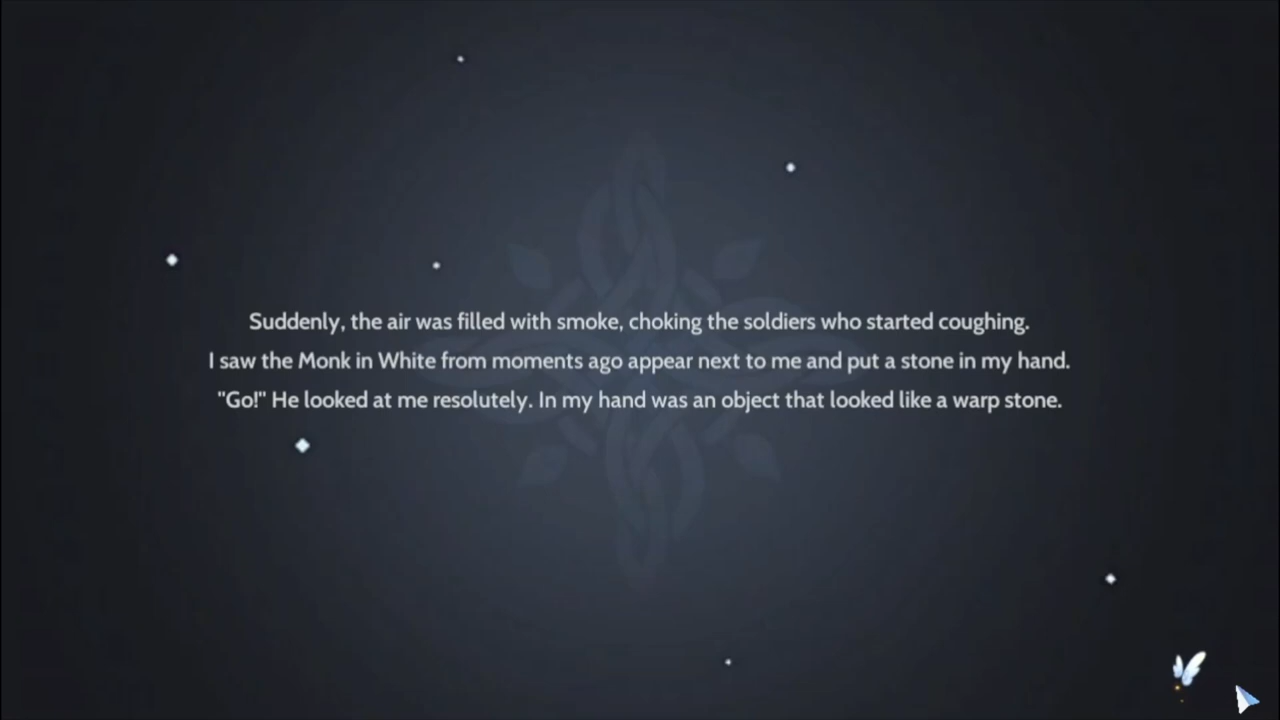 Suddenly, the air was filled with smoke, choking the soldiers who started coughing.
I saw the Monk in White from moments ago appear next to me and put a stone in my hand.
"Go!" He looked at me resolutely. In my hand was an object that looked like a warp stone.